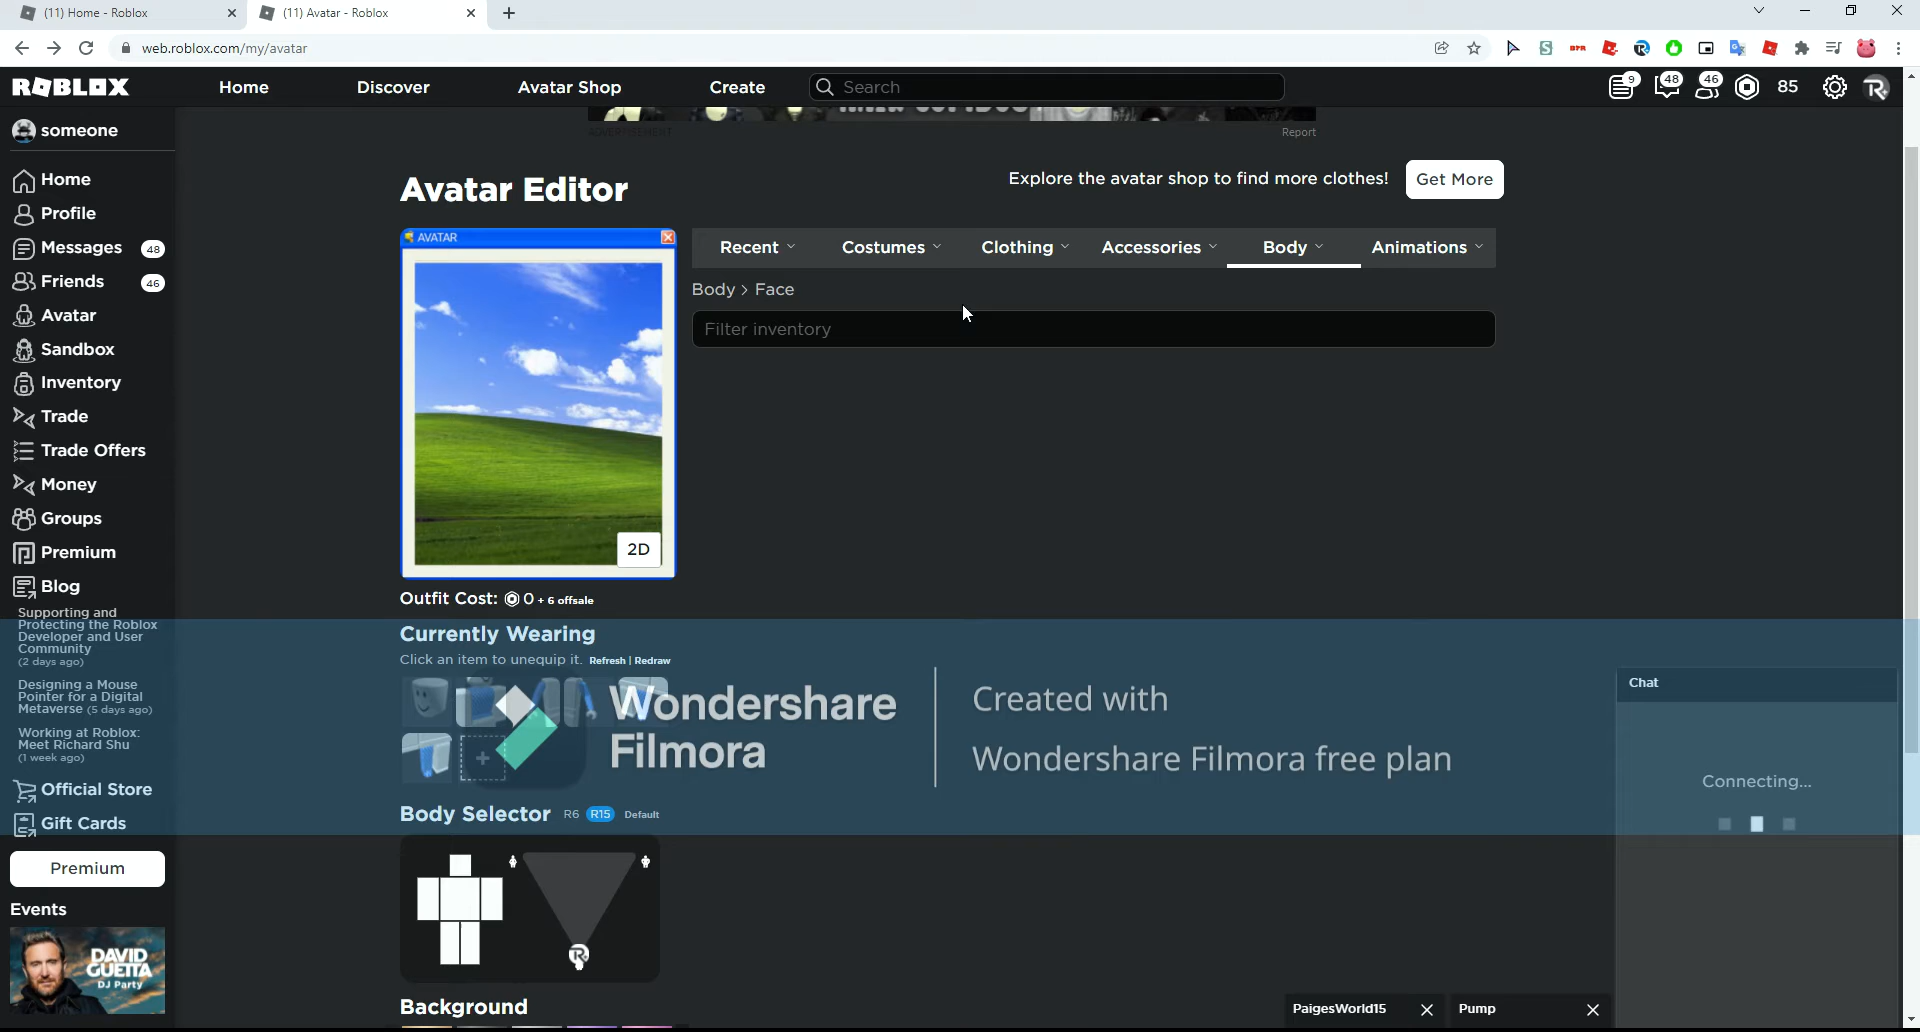 (11) Home - Roblox
(11) Avatar - Roblox
web.roblox.com/my/avatar
ROBLOX
Home
Discover
Avatar Shop
Create
Search
9
48
46
85
someone
ADVERTISEMENT
Report
Home
Profile
Messages 48
Friends 46
Avatar
Sandbox
Inventory
Trade
Trade Offers
Money
Groups
Premium
Blog
Supporting and
Protecting the Roblox
Developer and User
Community
(2 days ago)
Designing a Mouse
Pointer for a Digital
Metaverse (5 days ago)
Working at Roblox:
Meet Richard Shu
(1 week ago)
Official Store
Gift Cards
Premium
Events
DAVID
GUETTA
DJ Party
Avatar Editor
Explore the avatar shop to find more clothes!
Get More
AVATAR
2D
Recent
Costumes
Clothing
Accessories
Body
Animations
Body > Face
Filter inventory
Outfit Cost: 0 + 6 offsale
Currently Wearing
Click an item to unequip it. Refresh | Redraw
Wondershare
Filmora
Created with
Wondershare Filmora free plan
Body Selector R6 R15 Default
Background
Chat
Connecting...
PaigesWorld15
Pump